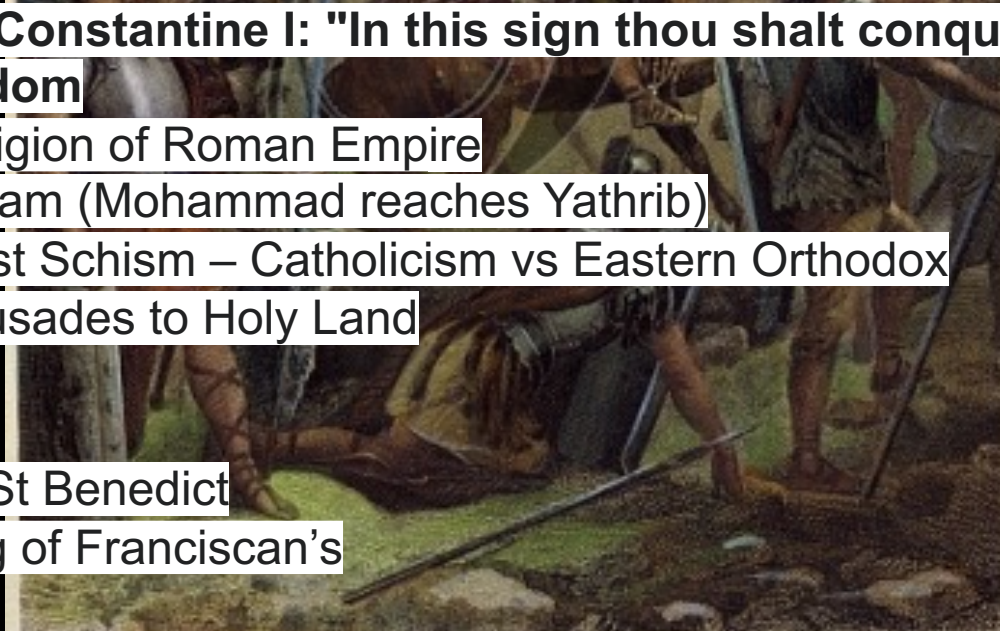 Constantine I: "In this sign thou shalt conqu
dom
igion of Roman Empire
am (Mohammad reaches Yathrib)
st Schism – Catholicism vs Eastern Orthodox
usades to Holy Land
St Benedict
g of Franciscan’s